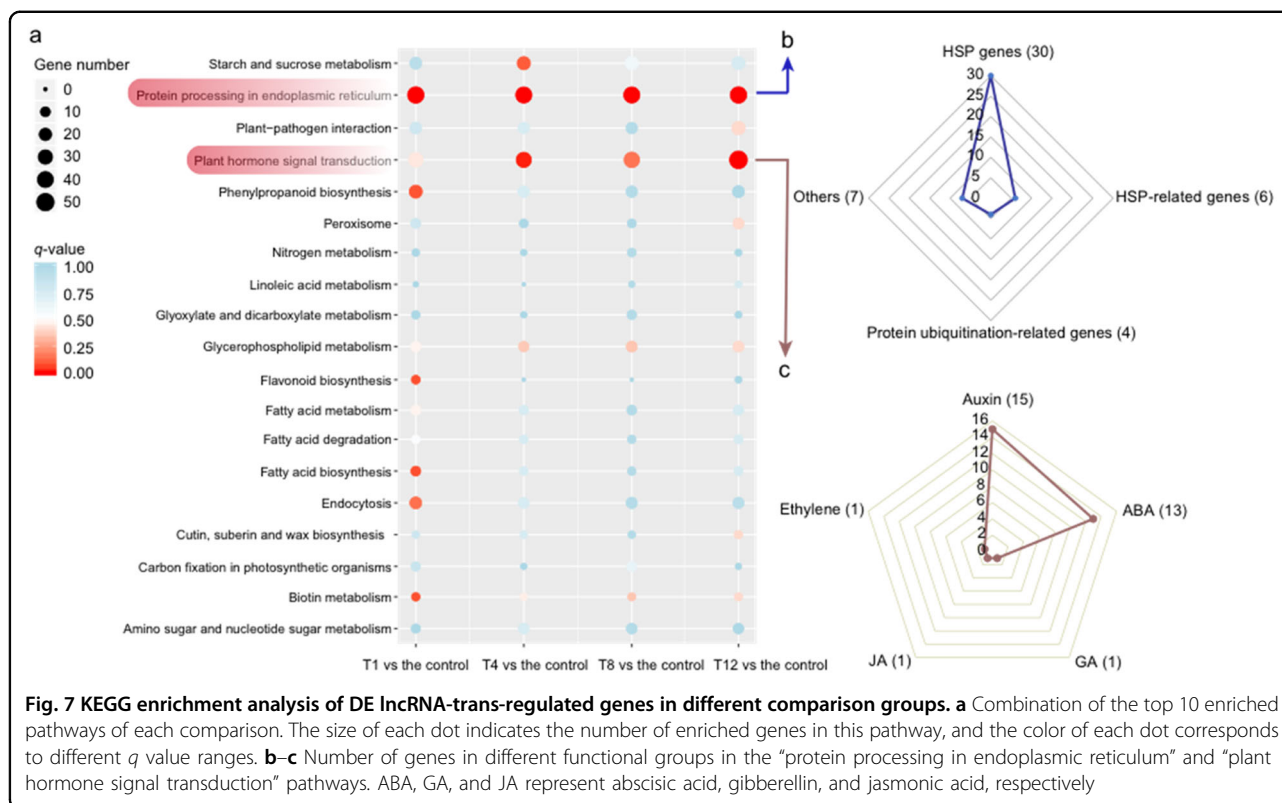 a
Gene number
0
10
20
30
40
50
q-value
1.00
0.75
0.50
0.25
0.00
Starch and sucrose metabolism
Protein processing in endoplasmic reticulum
Plant-pathogen interaction
Plant hormone signal transduction
Phenylpropanoid biosynthesis
Peroxisome
Nitrogen metabolism
Linoleic acid metabolism
Glyoxylate and dicarboxylate metabolism
Glycerophospholipid metabolism
Flavonoid biosynthesis
Fatty acid metabolism
Fatty acid degradation
Fatty acid biosynthesis
Endocytosis
Cutin, suberin and wax biosynthesis
Carbon fixation in photosynthetic organisms
Biotin metabolism
Amino sugar and nucleotide sugar metabolism
T1 vs the control T4 vs the control T8 vs the control T12 vs the control
b
HSP genes (30)
30
25
20
15
10
5
0
Others (7)
HSP-related genes (6)
Protein ubiquitination-related genes (4)
c
Auxin (15)
16
14
12
10
8
6
4
2
0
Ethylene (1)
ABA (13)
JA (1)
GA (1)
Fig. 7 KEGG enrichment analysis of DE lncRNA-trans-regulated genes in different comparison groups. a Combination of the top 10 enriched
pathways of each comparison. The size of each dot indicates the number of enriched genes in this pathway, and the color of each dot corresponds
to different q value ranges. b–c Number of genes in different functional groups in the “protein processing in endoplasmic reticulum” and “plant
hormone signal transduction” pathways. ABA, GA, and JA represent abscisic acid, gibberellin, and jasmonic acid, respectively